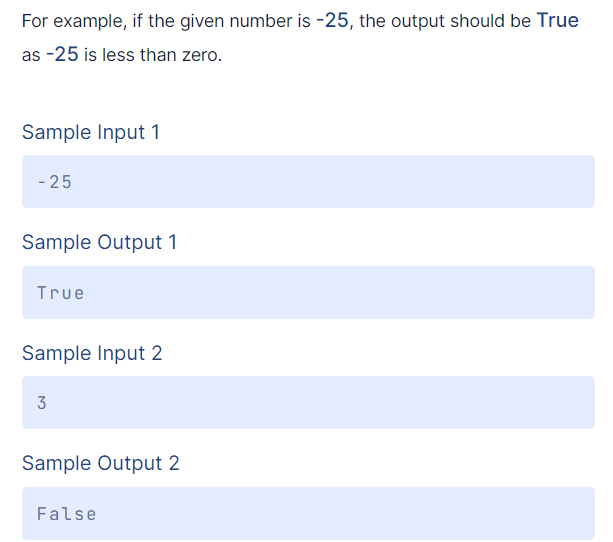 For example, if the given number is -25, the output should be True
as -25 is less than zero.
Sample Input 1
-25
Sample Output 1
True
Sample Input 2
3
Sample Output 2
False